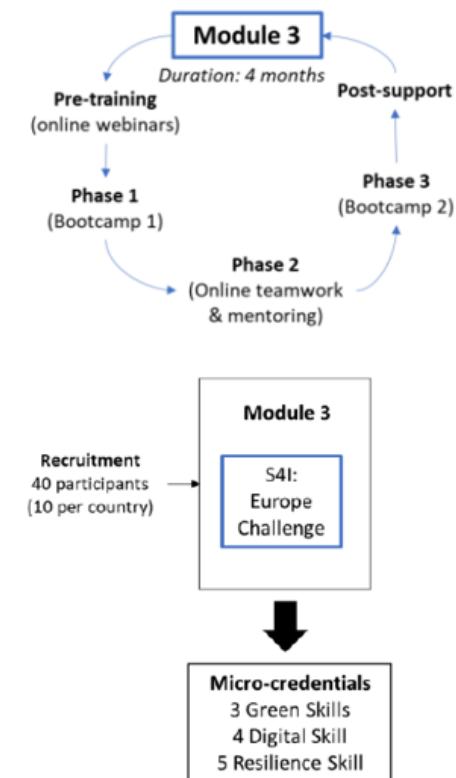 Module 3
Duration: 4 months
Pre-training
(online webinars)
Phase 1
(Bootcamp 1)
Phase 2
(Online teamwork
& mentoring)
Phase 3
(Bootcamp 2)
Post-support
Module 3
Recruitment
40 participants
(10 per country)
S4I:
Europe
Challenge
Micro-credentials
3 Green Skills
4 Digital Skill
5 Resilience Skill